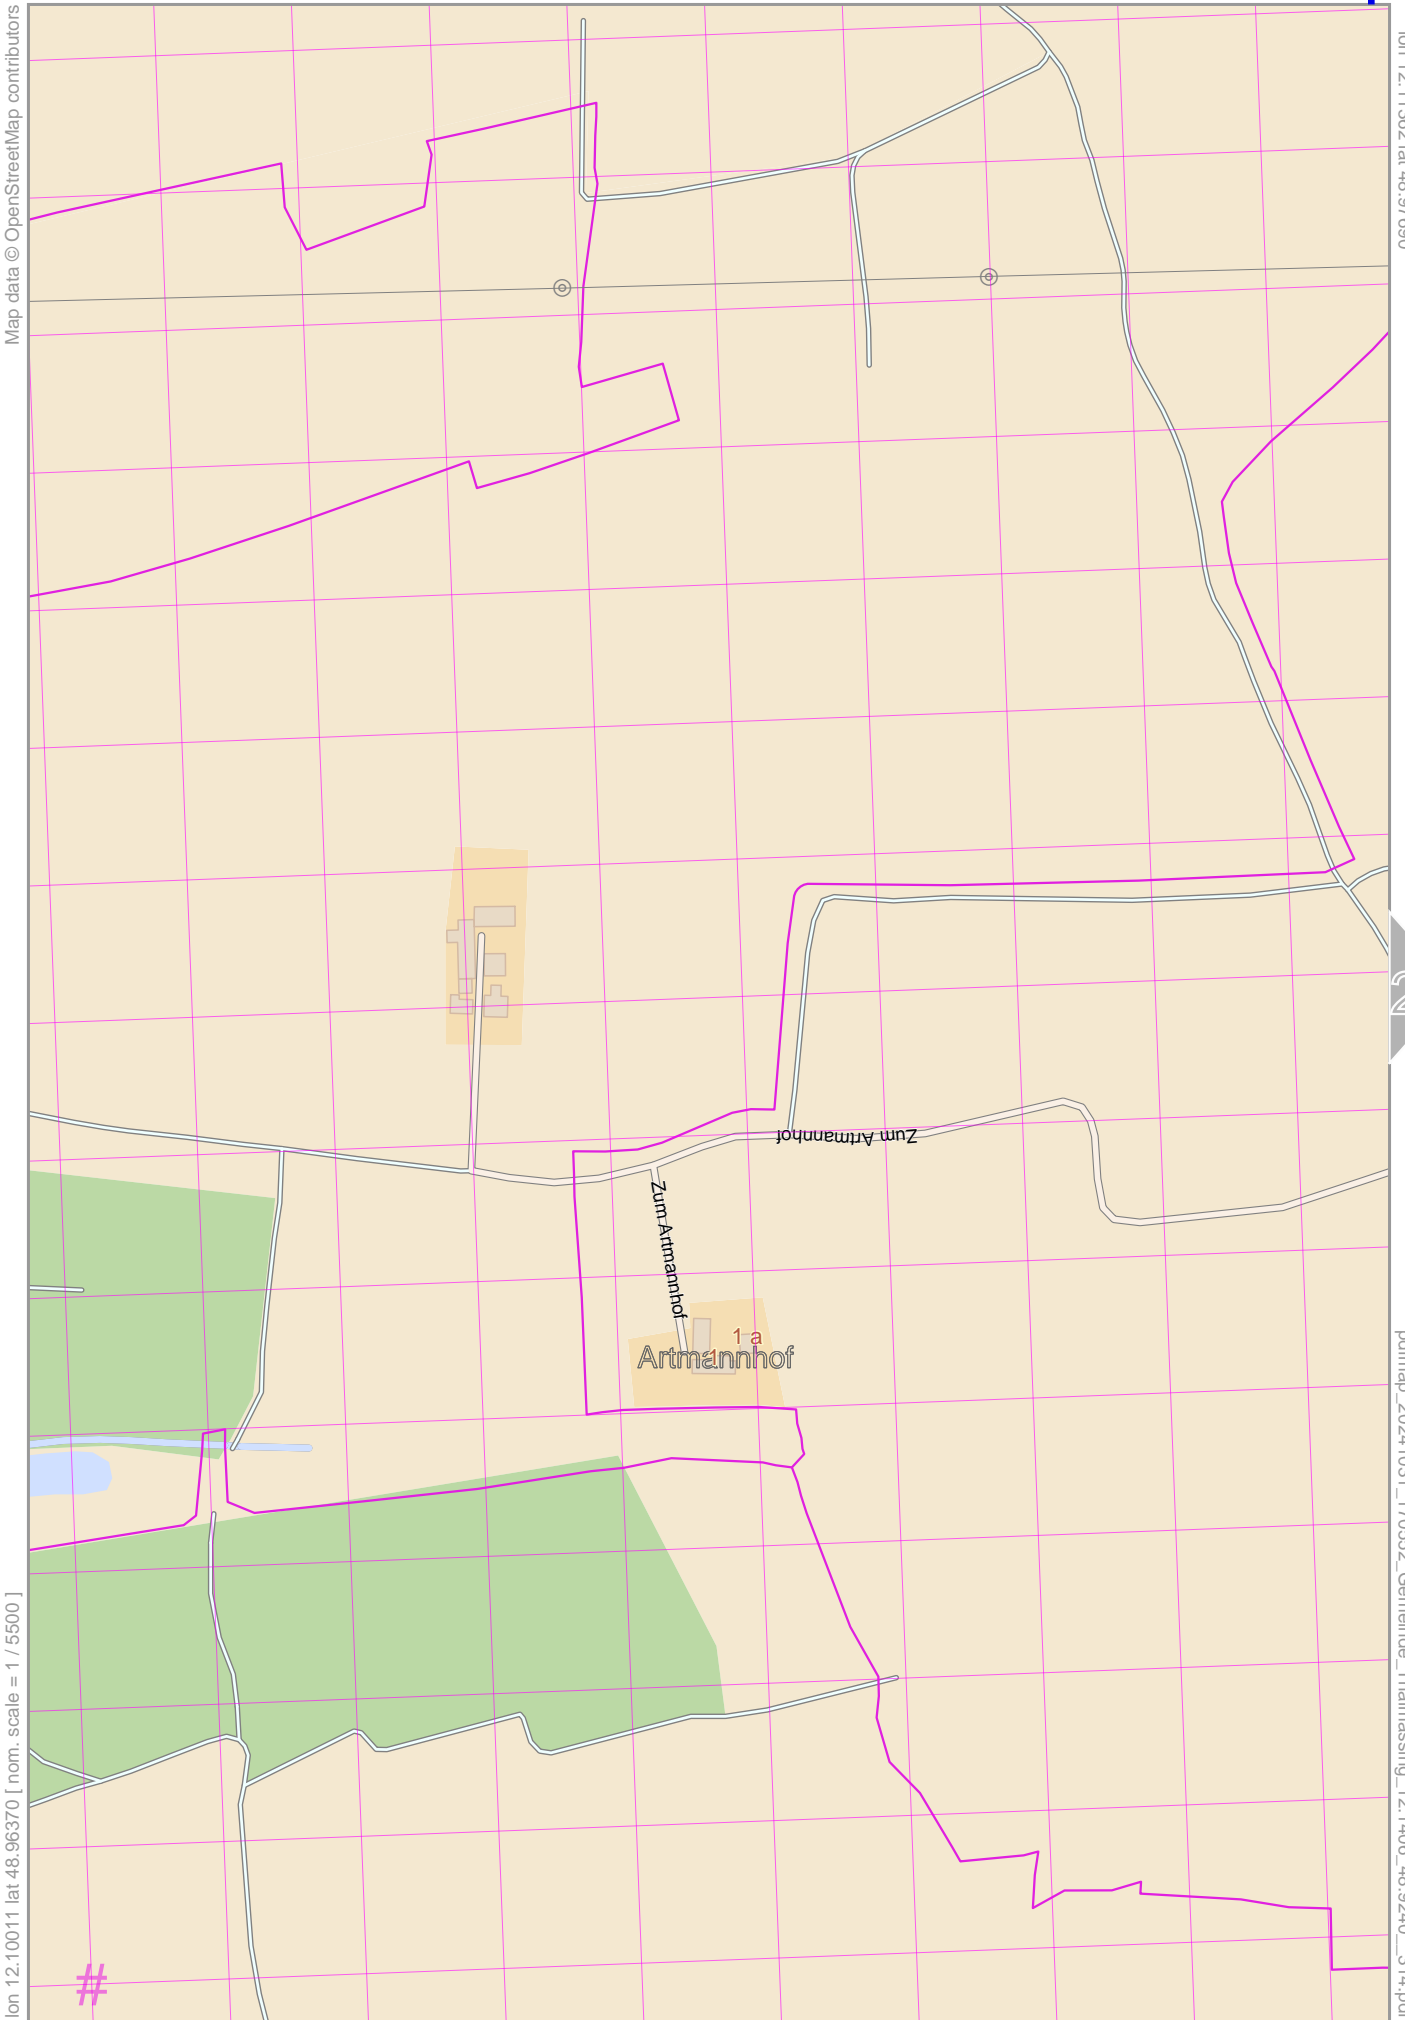 Map data © OpenStreetMap contributors
Zum Artmannhof
Zum Artmannhof
1 a
1
Artmannhof
lon 12.10011 lat 48.96370 [ nom. scale = 1 / 5500 ]
#
2